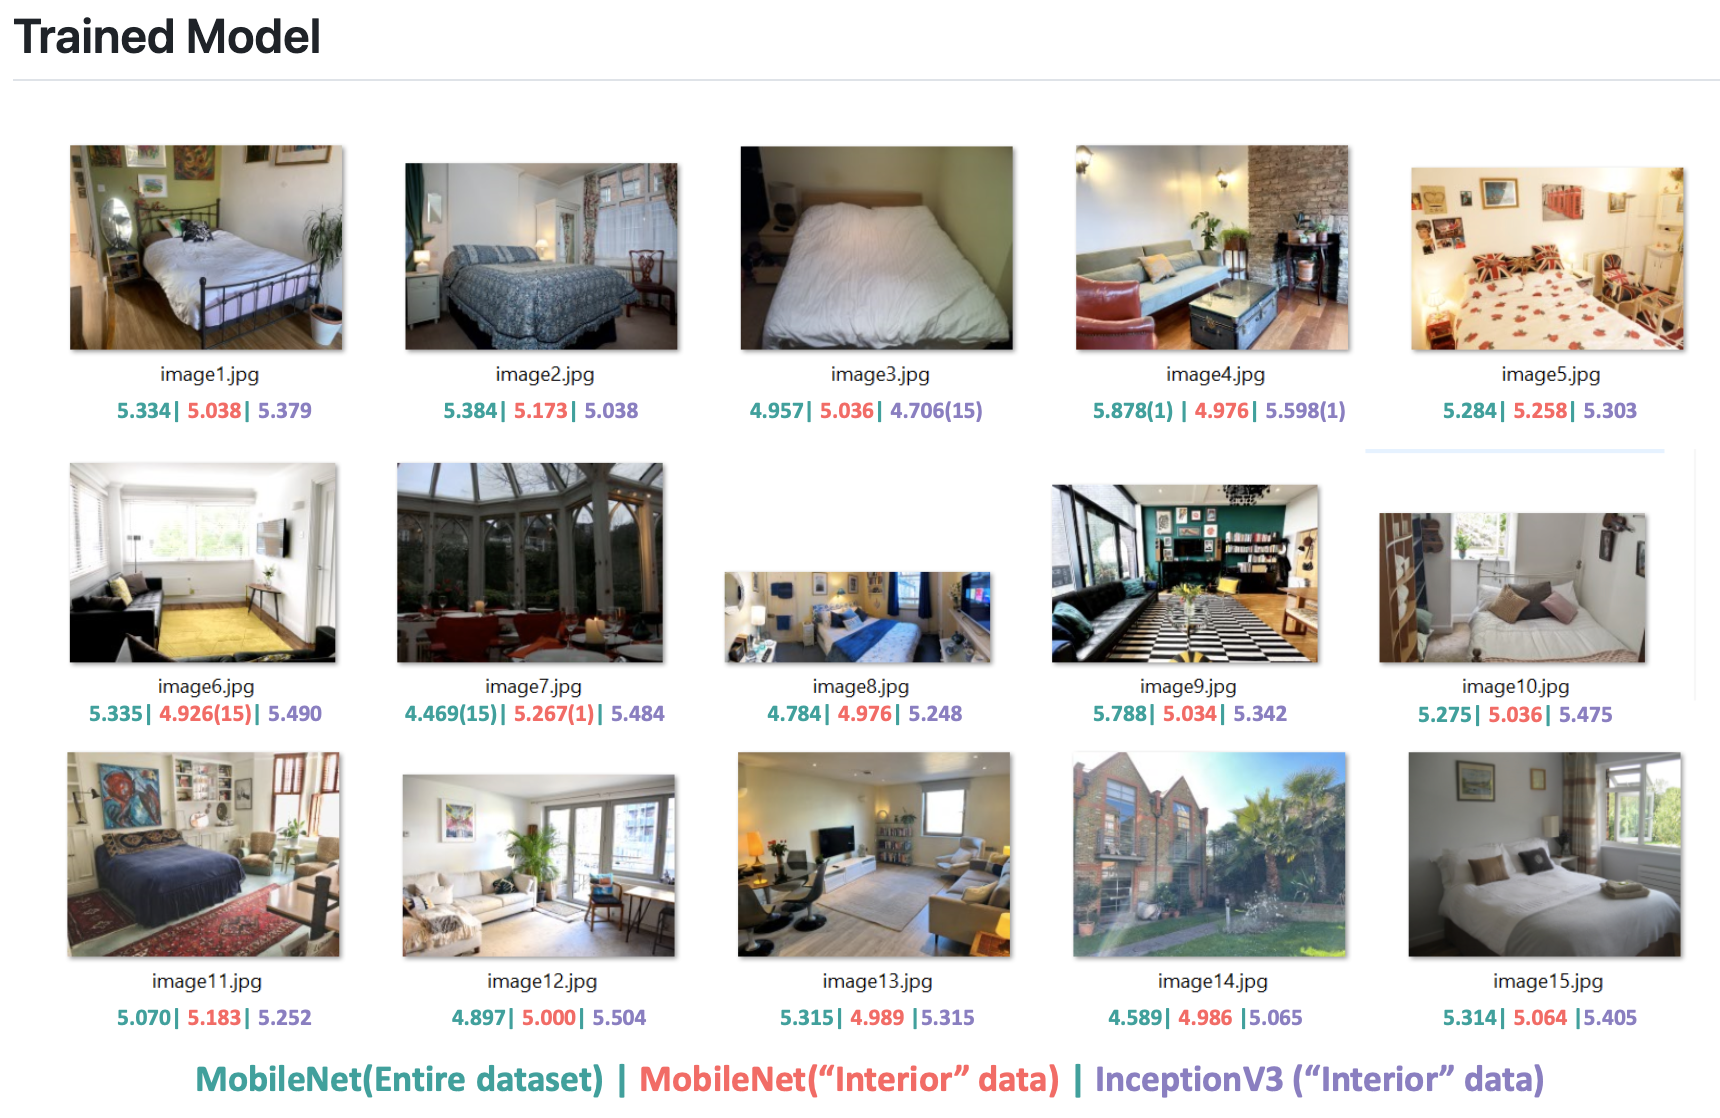 Trained Model
image1.jpg
image2.jpg
image3.jpg
image4.jpg
image5.jpg
5.334| 5.038| 5.379
5.384| 5.173| 5.038
4.957| 5.036| 4.706(15)
5.878(1) | 4.976| 5.598(1)
5.284| 5.258| 5.303
image6.jpg
image7.jpg
image8.jpg
image9.jpg
image10.jpg
5.335| 4.926(15)| 5.490
4.469(15)| 5.267(1)| 5.484
4.784| 4.976| 5.248
5.788| 5.034| 5.342
5.275| 5.036| 5.475
image11.jpg
image12.jpg
image13.jpg
image14.jpg
image15.jpg
5.070| 5.183| 5.252
4.897| 5.000| 5.504
5.315| 4.989 |5.315
4.589| 4.986 |5.065
5.314| 5.064 |5.405
MobileNet(Entire dataset) | MobileNet(“Interior” data) | InceptionV3 (“Interior” data)